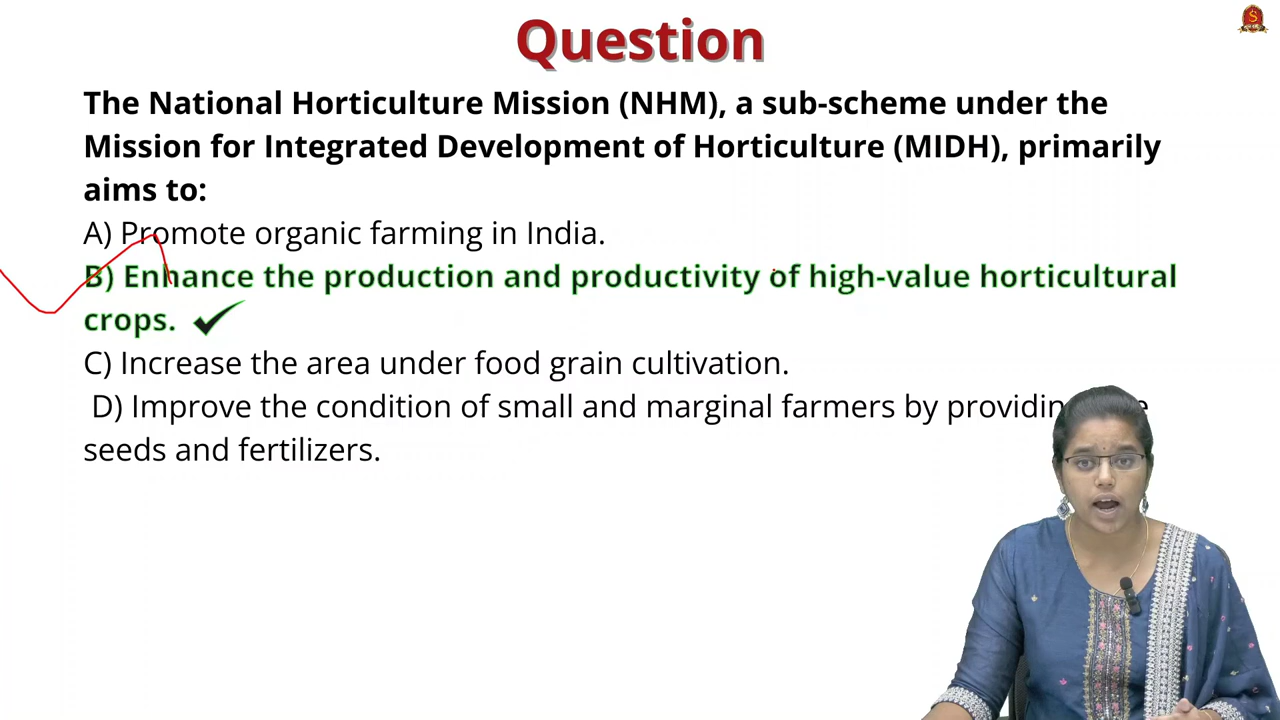 Question
The National Horticulture Mission (NHM), a sub-scheme under the
Mission for Integrated Development of Horticulture (MIDH), primarily
aims to:
A) Promote organic farming in India.
B) Enhance the production and productivity of high-value horticultural
crops.
C) Increase the area under food grain cultivation.
D) Improve the condition of small and marginal farmers by
seeds and fertilizers.